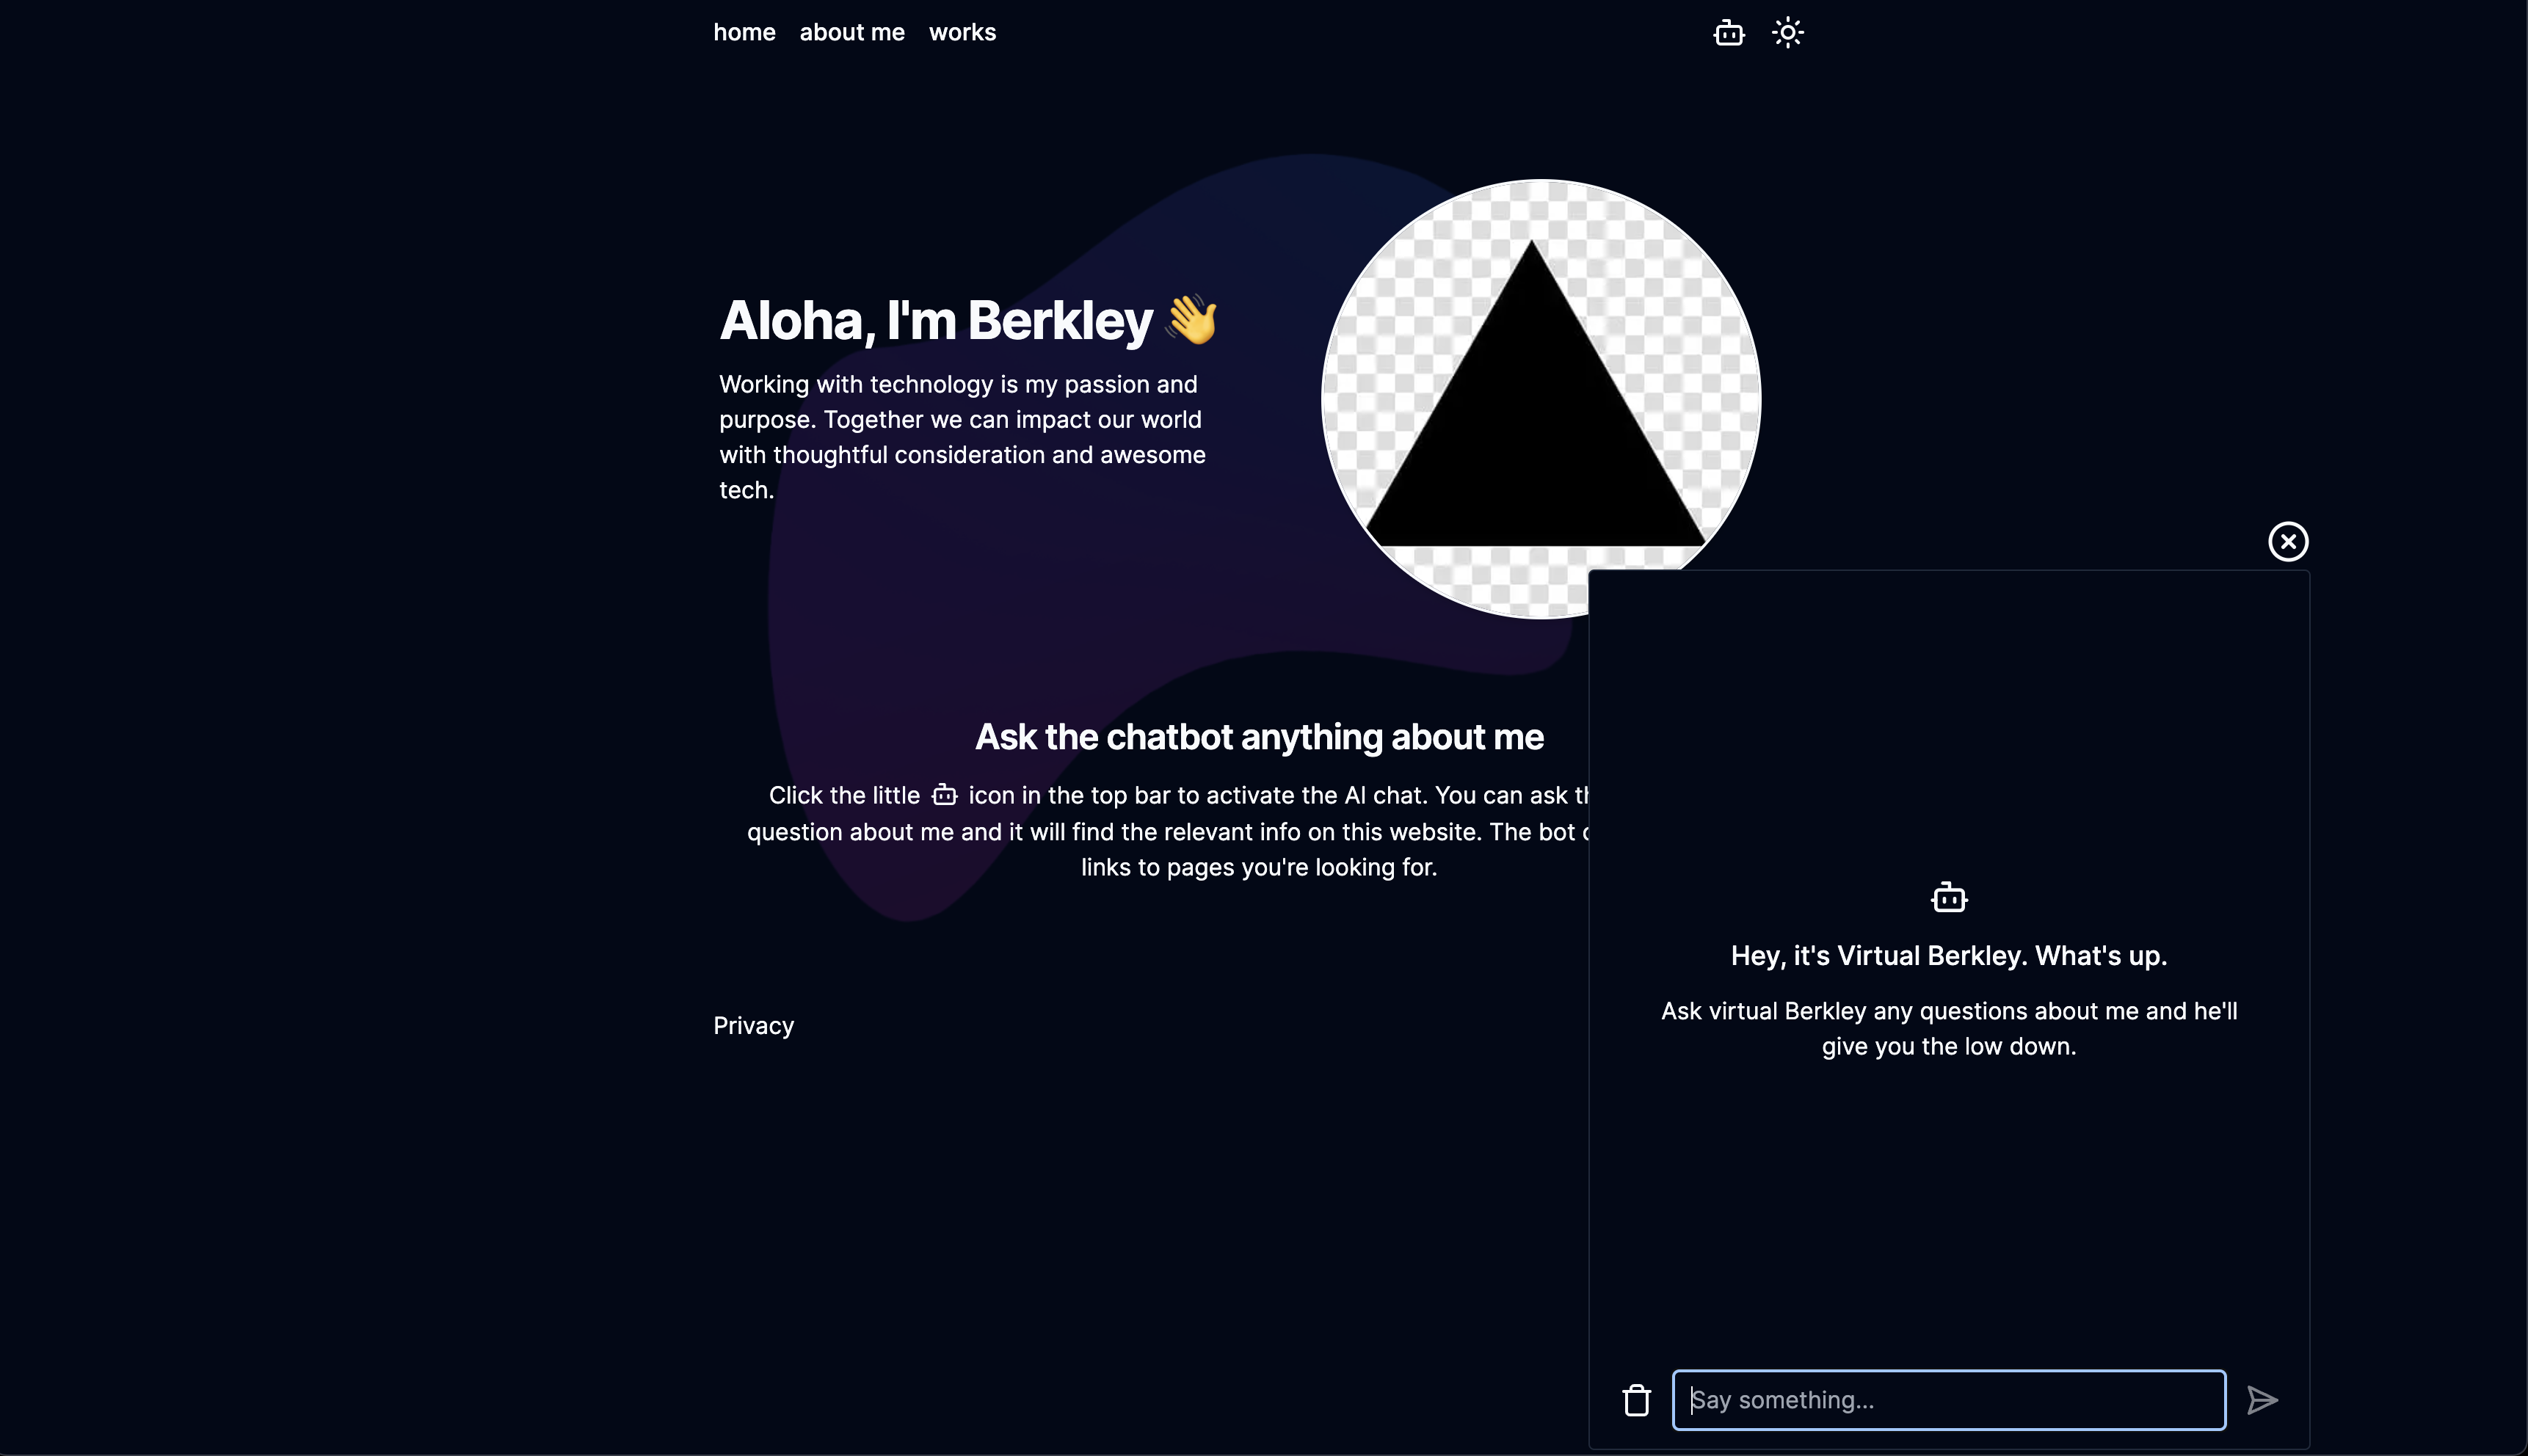 home about me works
Aloha, I'm Berkley 👋
Working with technology is my passion and
purpose. Together we can impact our world
with thoughtful consideration and awesome
tech.
Ask the chatbot anything about me
Click the little icon in the top bar to activate the AI chat. You can ask
question about me and it will find the relevant info on this website. The bot
links to pages you're looking for.
Privacy
Hey, it's Virtual Berkley. What's up.
Ask virtual Berkley any questions about me and he'll
give you the low down.
Say something...